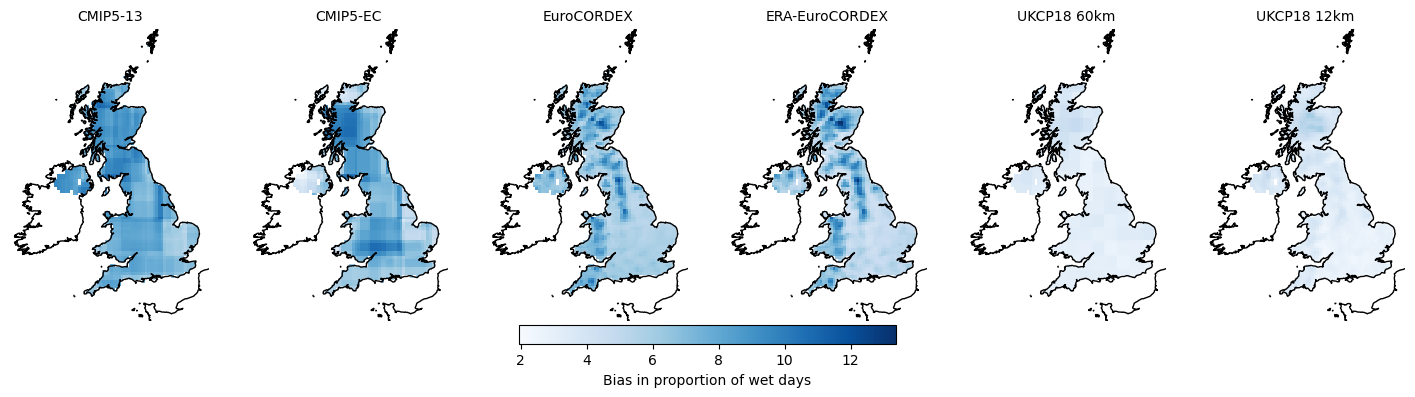 CMIP5-13 CMIP5-EC EuroCORDEX ERA-EuroCORDEX UKCP18 60km UKCP18 12km
2 4 6 8 10 12
Bias in proportion of wet days